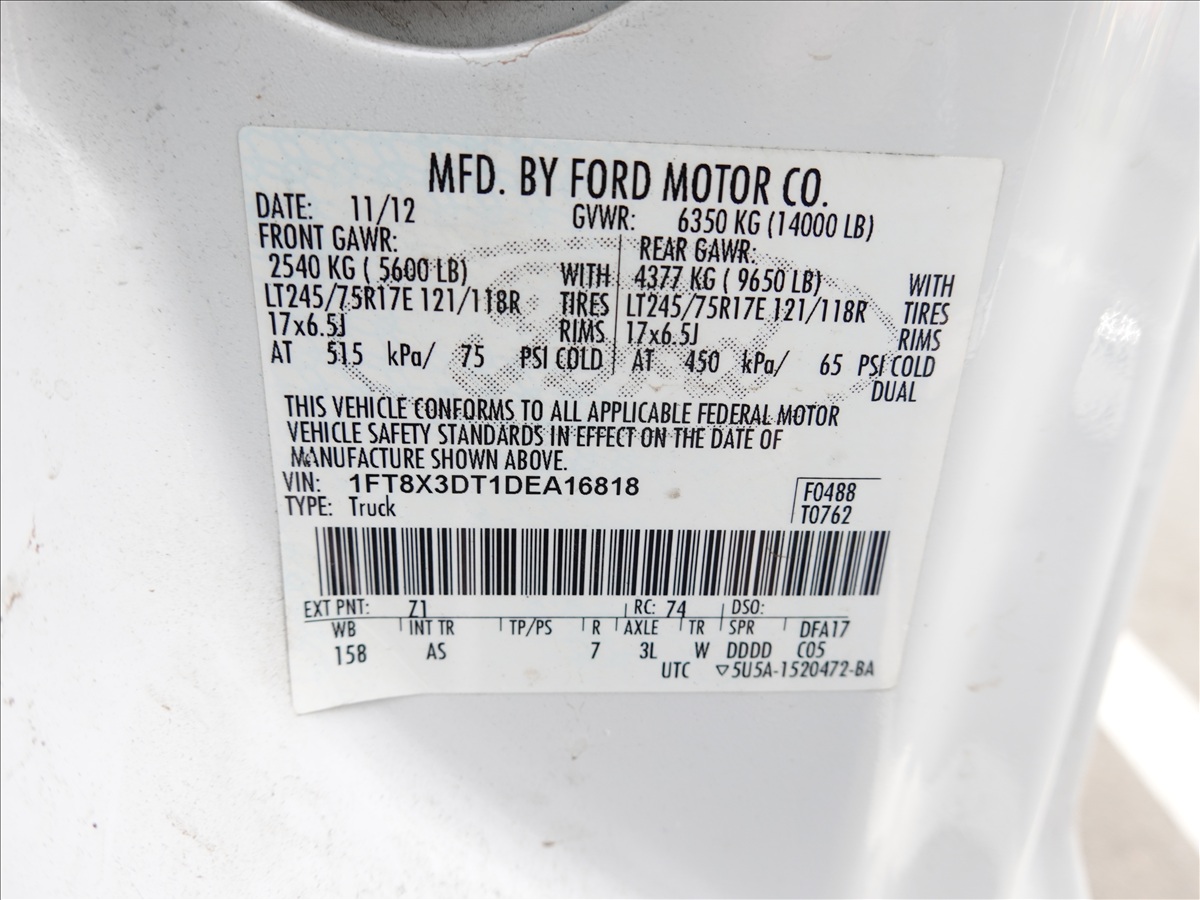 MFD. BY FORD MOTOR CO.
DATE: 11/12 GVWR: 6350 KG (14000 LB)
FRONT GAWR: REAR GAWR:
2540 KG ( 5600 LB) WITH 4377 KG ( 9650 LB) WITH
LT245/75R17E 121/118R TIRES LT245/75R17E 121/118R TIRES
17x6.5J RIMS 17x6.5J RIMS
AT 515 kPa/ 75 PSI COLD AT 450 kPa/ 65 PSI COLD
DUAL
THIS VEHICLE CONFORMS TO ALL APPLICABLE FEDERAL MOTOR
VEHICLE SAFETY STANDARDS IN EFFECT ON THE DATE OF
MANUFACTURE SHOWN ABOVE.
VIN: 1FT8X3DT1DEA16818 F0488
TYPE: Truck T0762
EXT PNT: Z1 RC: 74 DSO:
WB INT TR TP/PS R AXLE TR SPR DFA17
158 AS 7 3L W DDDD C05
UTC ▽5U5A-1520472-BA